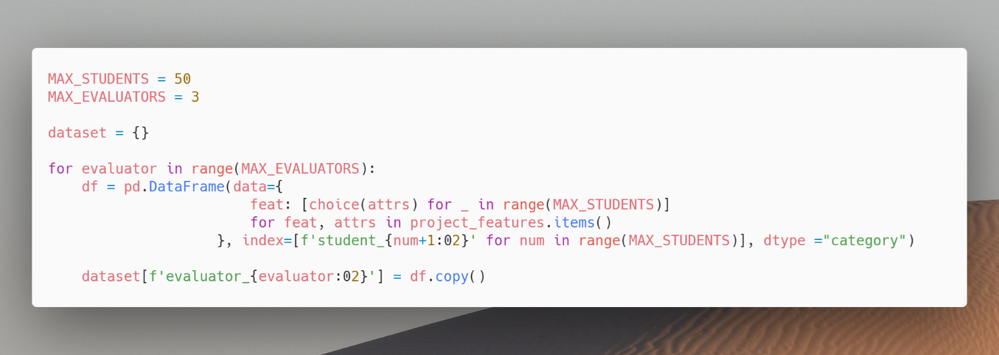 MAX_STUDENTS = 50
MAX_EVALUATORS = 3
dataset = {}
for evaluator in range(MAX_EVALUATORS):
    df = pd.DataFrame(data={
                        feat: [choice(attrs) for _ in range(MAX_STUDENTS)]
                        for feat, attrs in project_features.items()
                    }, index=[f'student_{num+1:02}' for num in range(MAX_STUDENTS)], dtype ="category")
    dataset[f'evaluator_{evaluator:02}'] = df.copy()